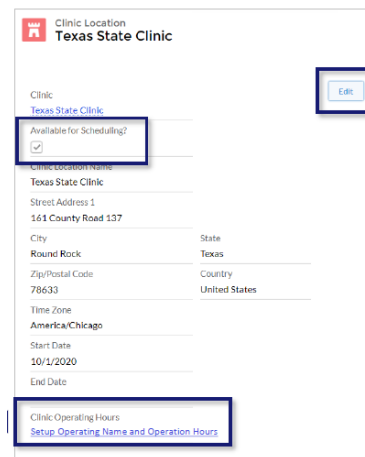 Clinic Location
Texas State Clinic
Edit
Clinic
Texas State Clinic
Available for Scheduling?
Clinic Location Name
Texas State Clinic
Street Address 1
161 County Road 137
City State
Round Rock Texas
Zip/Postal Code Country
78633 United States
Time Zone
America/Chicago
Start Date
10/1/2020
End Date
Clinic Operating Hours
Setup Operating Name and Operation Hours